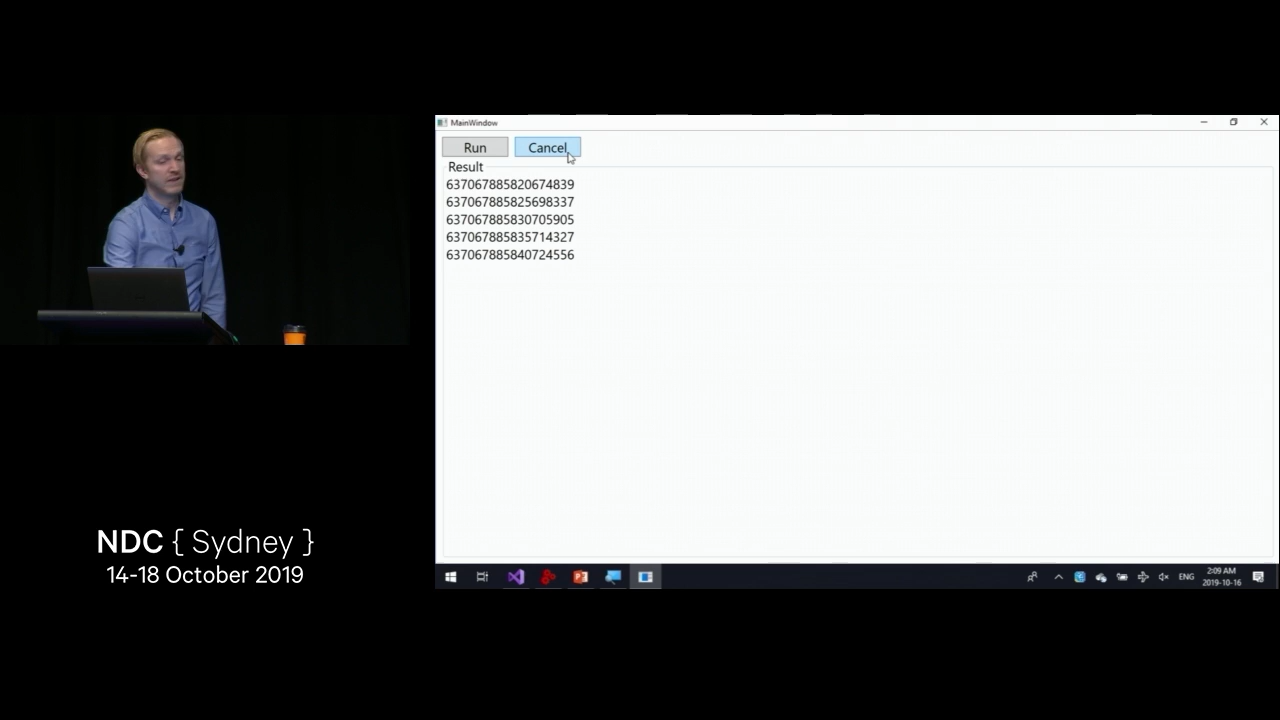 MainWindow
Run
Cancel
Result
637067885820674839
637067885825698337
637067885830705905
637067885835714327
637067885840724556
ENG
2:09 AM
2019-10-16
NDC { Sydney }
14-18 October 2019